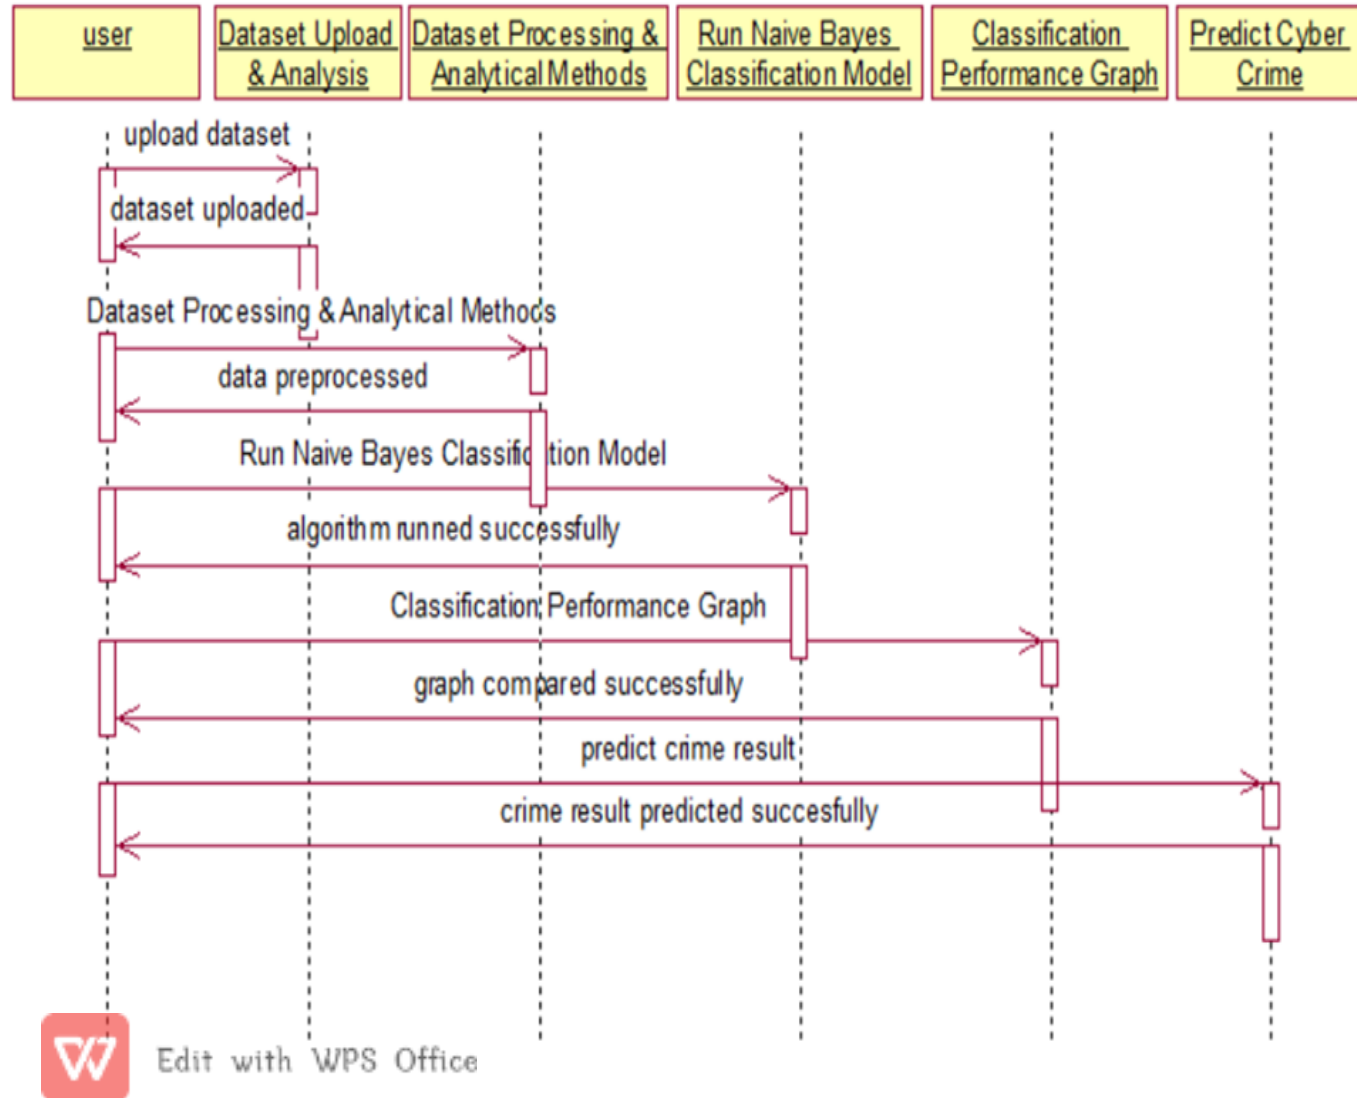 user
Dataset Upload
& Analysis
Dataset Processing &
Analytical Methods
Run Naive Bayes
Classification Model
Classification
Performance Graph
Predict Cyber
Crime
upload dataset
dataset uploaded
Dataset Processing & Analytical Methods
data preprocessed
Run Naive Bayes Classification Model
algorithm runned successfully
Classification Performance Graph
graph compared successfully
predict crime result
crime result predicted succesfully
Edit with WPS Office